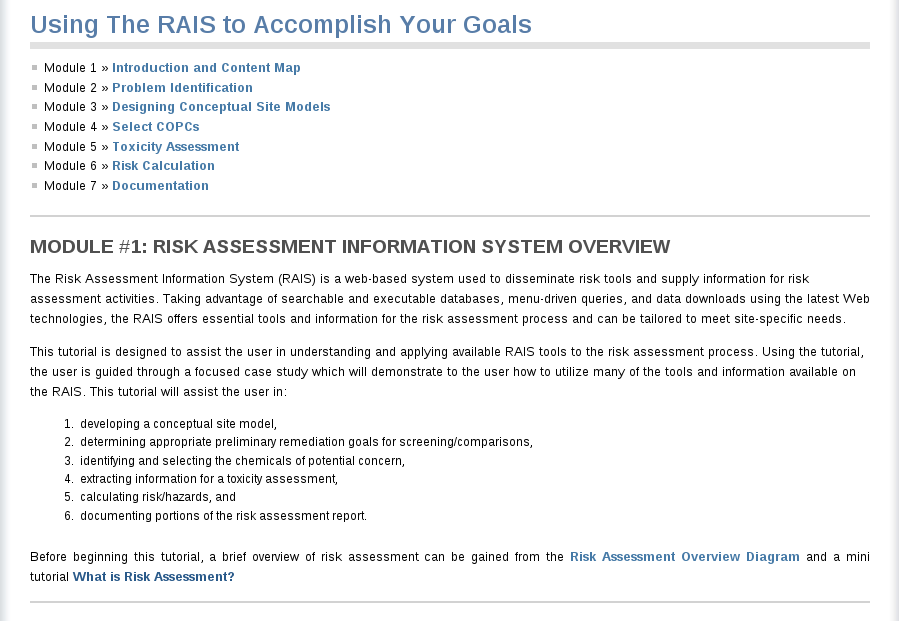 Using The RAIS to Accomplish Your Goals
Module 1 » Introduction and Content Map
Module 2 » Problem Identification
Module 3 » Designing Conceptual Site Models
Module 4 » Select COPCs
Module 5 » Toxicity Assessment
Module 6 » Risk Calculation
Module 7 » Documentation
MODULE #1: RISK ASSESSMENT INFORMATION SYSTEM OVERVIEW
The Risk Assessment Information System (RAIS) is a web-based system used to disseminate risk tools and supply information for risk
assessment activities. Taking advantage of searchable and executable databases, menu-driven queries, and data downloads using the latest Web
technologies, the RAIS offers essential tools and information for the risk assessment process and can be tailored to meet site-specific needs.
This tutorial is designed to assist the user in understanding and applying available RAIS tools to the risk assessment process. Using the tutorial,
the user is guided through a focused case study which will demonstrate to the user how to utilize many of the tools and information available on
the RAIS. This tutorial will assist the user in:
1. developing a conceptual site model,
2. determining appropriate preliminary remediation goals for screening/comparisons,
3. identifying and selecting the chemicals of potential concern,
4. extracting information for a toxicity assessment,
5. calculating risk/hazards, and
6. documenting portions of the risk assessment report.
Before beginning this tutorial, a brief overview of risk assessment can be gained from the Risk Assessment Overview Diagram and a mini
tutorial What is Risk Assessment?